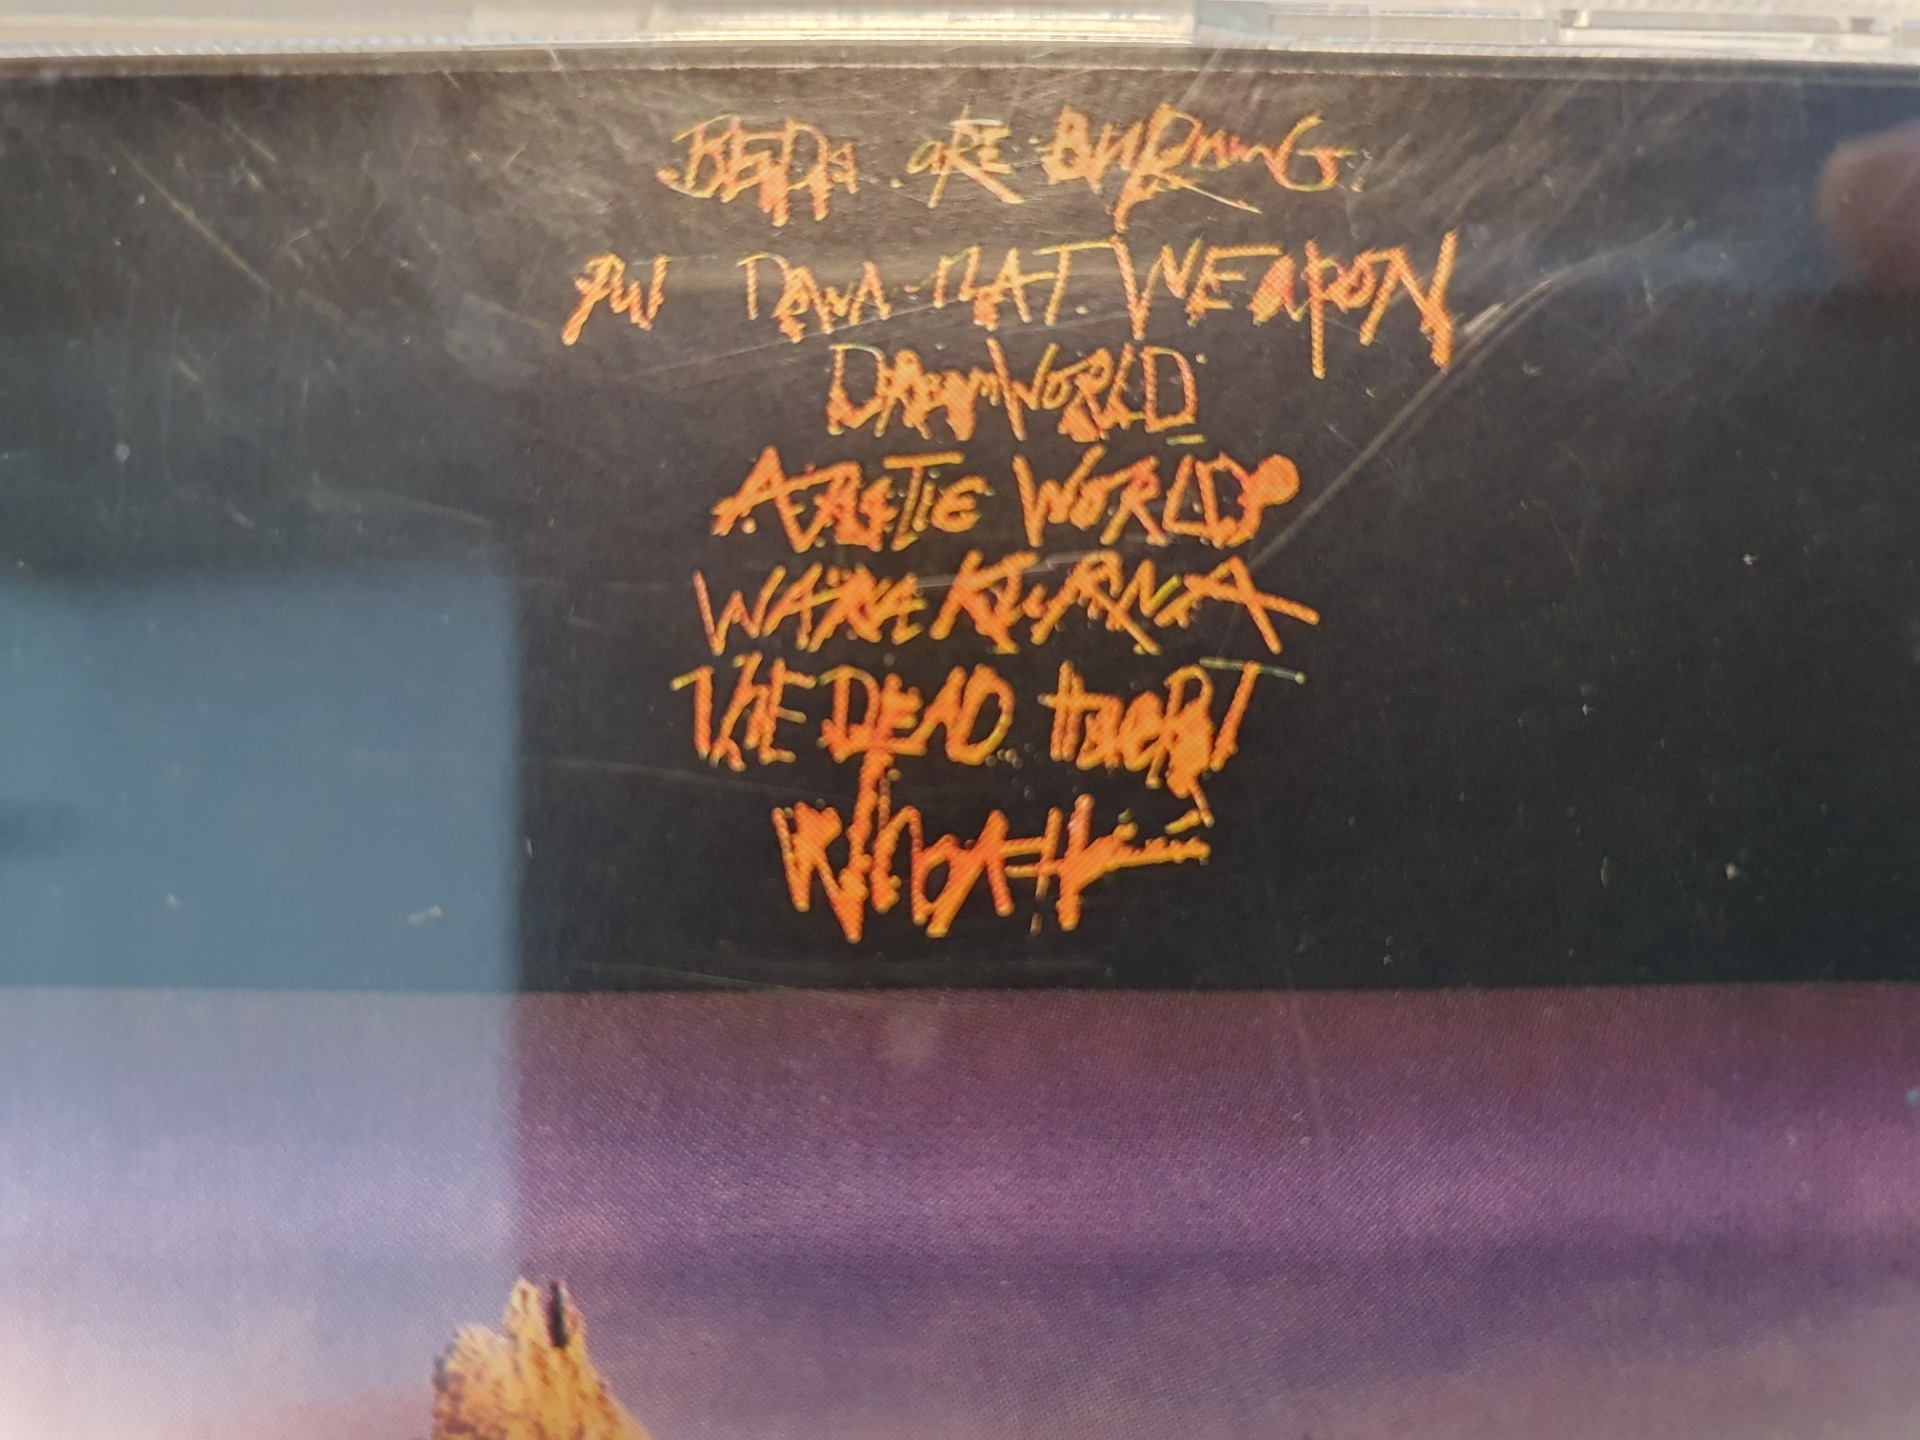 BEDs ARE BURNING
PUT DOWN THAT WEAPON
DREAMWORLD
ARCTIC WORLD
WARAKURNA
THE DEAD HEART
WHOAH